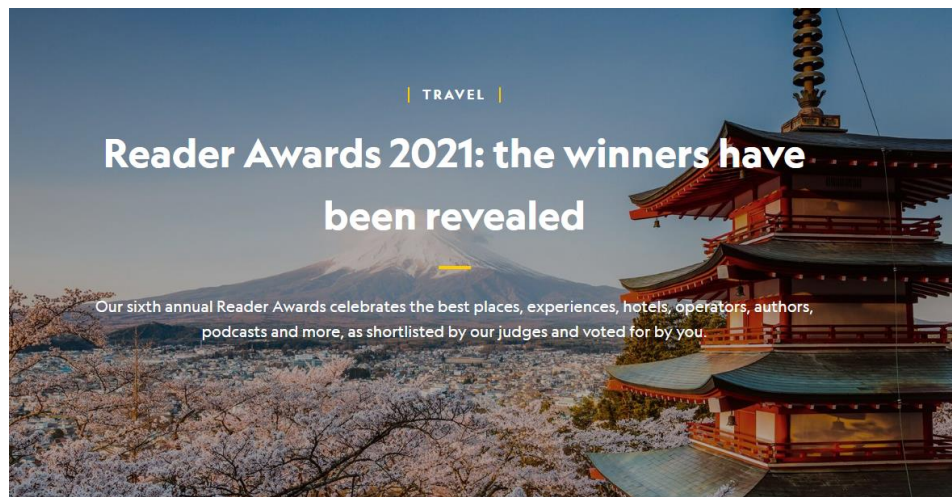 TRAVEL
Reader Awards 2021: the winners have
been revealed
Our sixth annual Reader Awards celebrates the best places, experiences, hotels, operators, authors,
podcasts and more, as shortlisted by our judges and voted for by you.